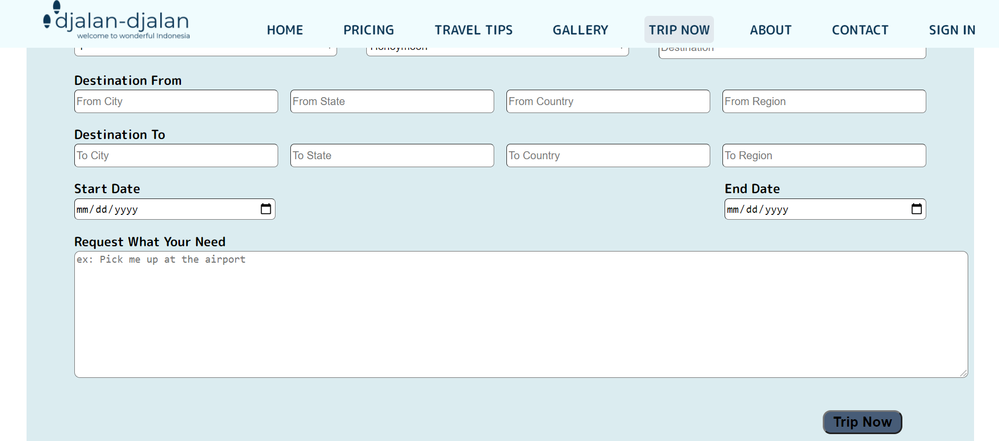 djalan-djalan
welcome to wonderful Indonesia
HOME PRICING TRAVEL TIPS GALLERY TRIP NOW ABOUT CONTACT SIGN IN
Honeymoon Destination
Destination From
From City From State From Country From Region
Destination To
To City To State To Country To Region
Start Date End Date
mm/dd/yyyy mm/dd/yyyy
Request What Your Need
ex: Pick me up at the airport
Trip Now